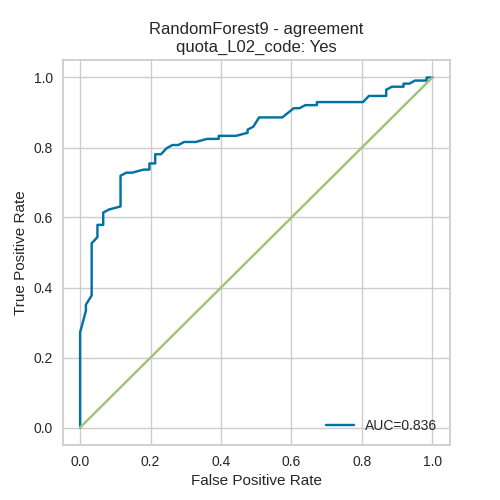 RandomForest9 - agreement
quota_L02_code: Yes
True Positive Rate
1.0
0.8
0.6
0.4
0.2
0.0
AUC=0.836
0.0 0.2 0.4 0.6 0.8 1.0
False Positive Rate